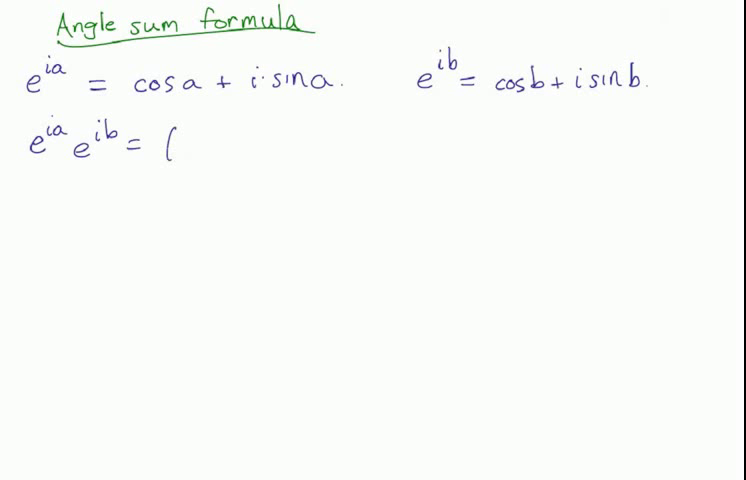 Angle sum formula
e^{ia} = cos a + i·sin a. e^{ib} = cos b + i sin b.
e^{ia} e^{ib} = (